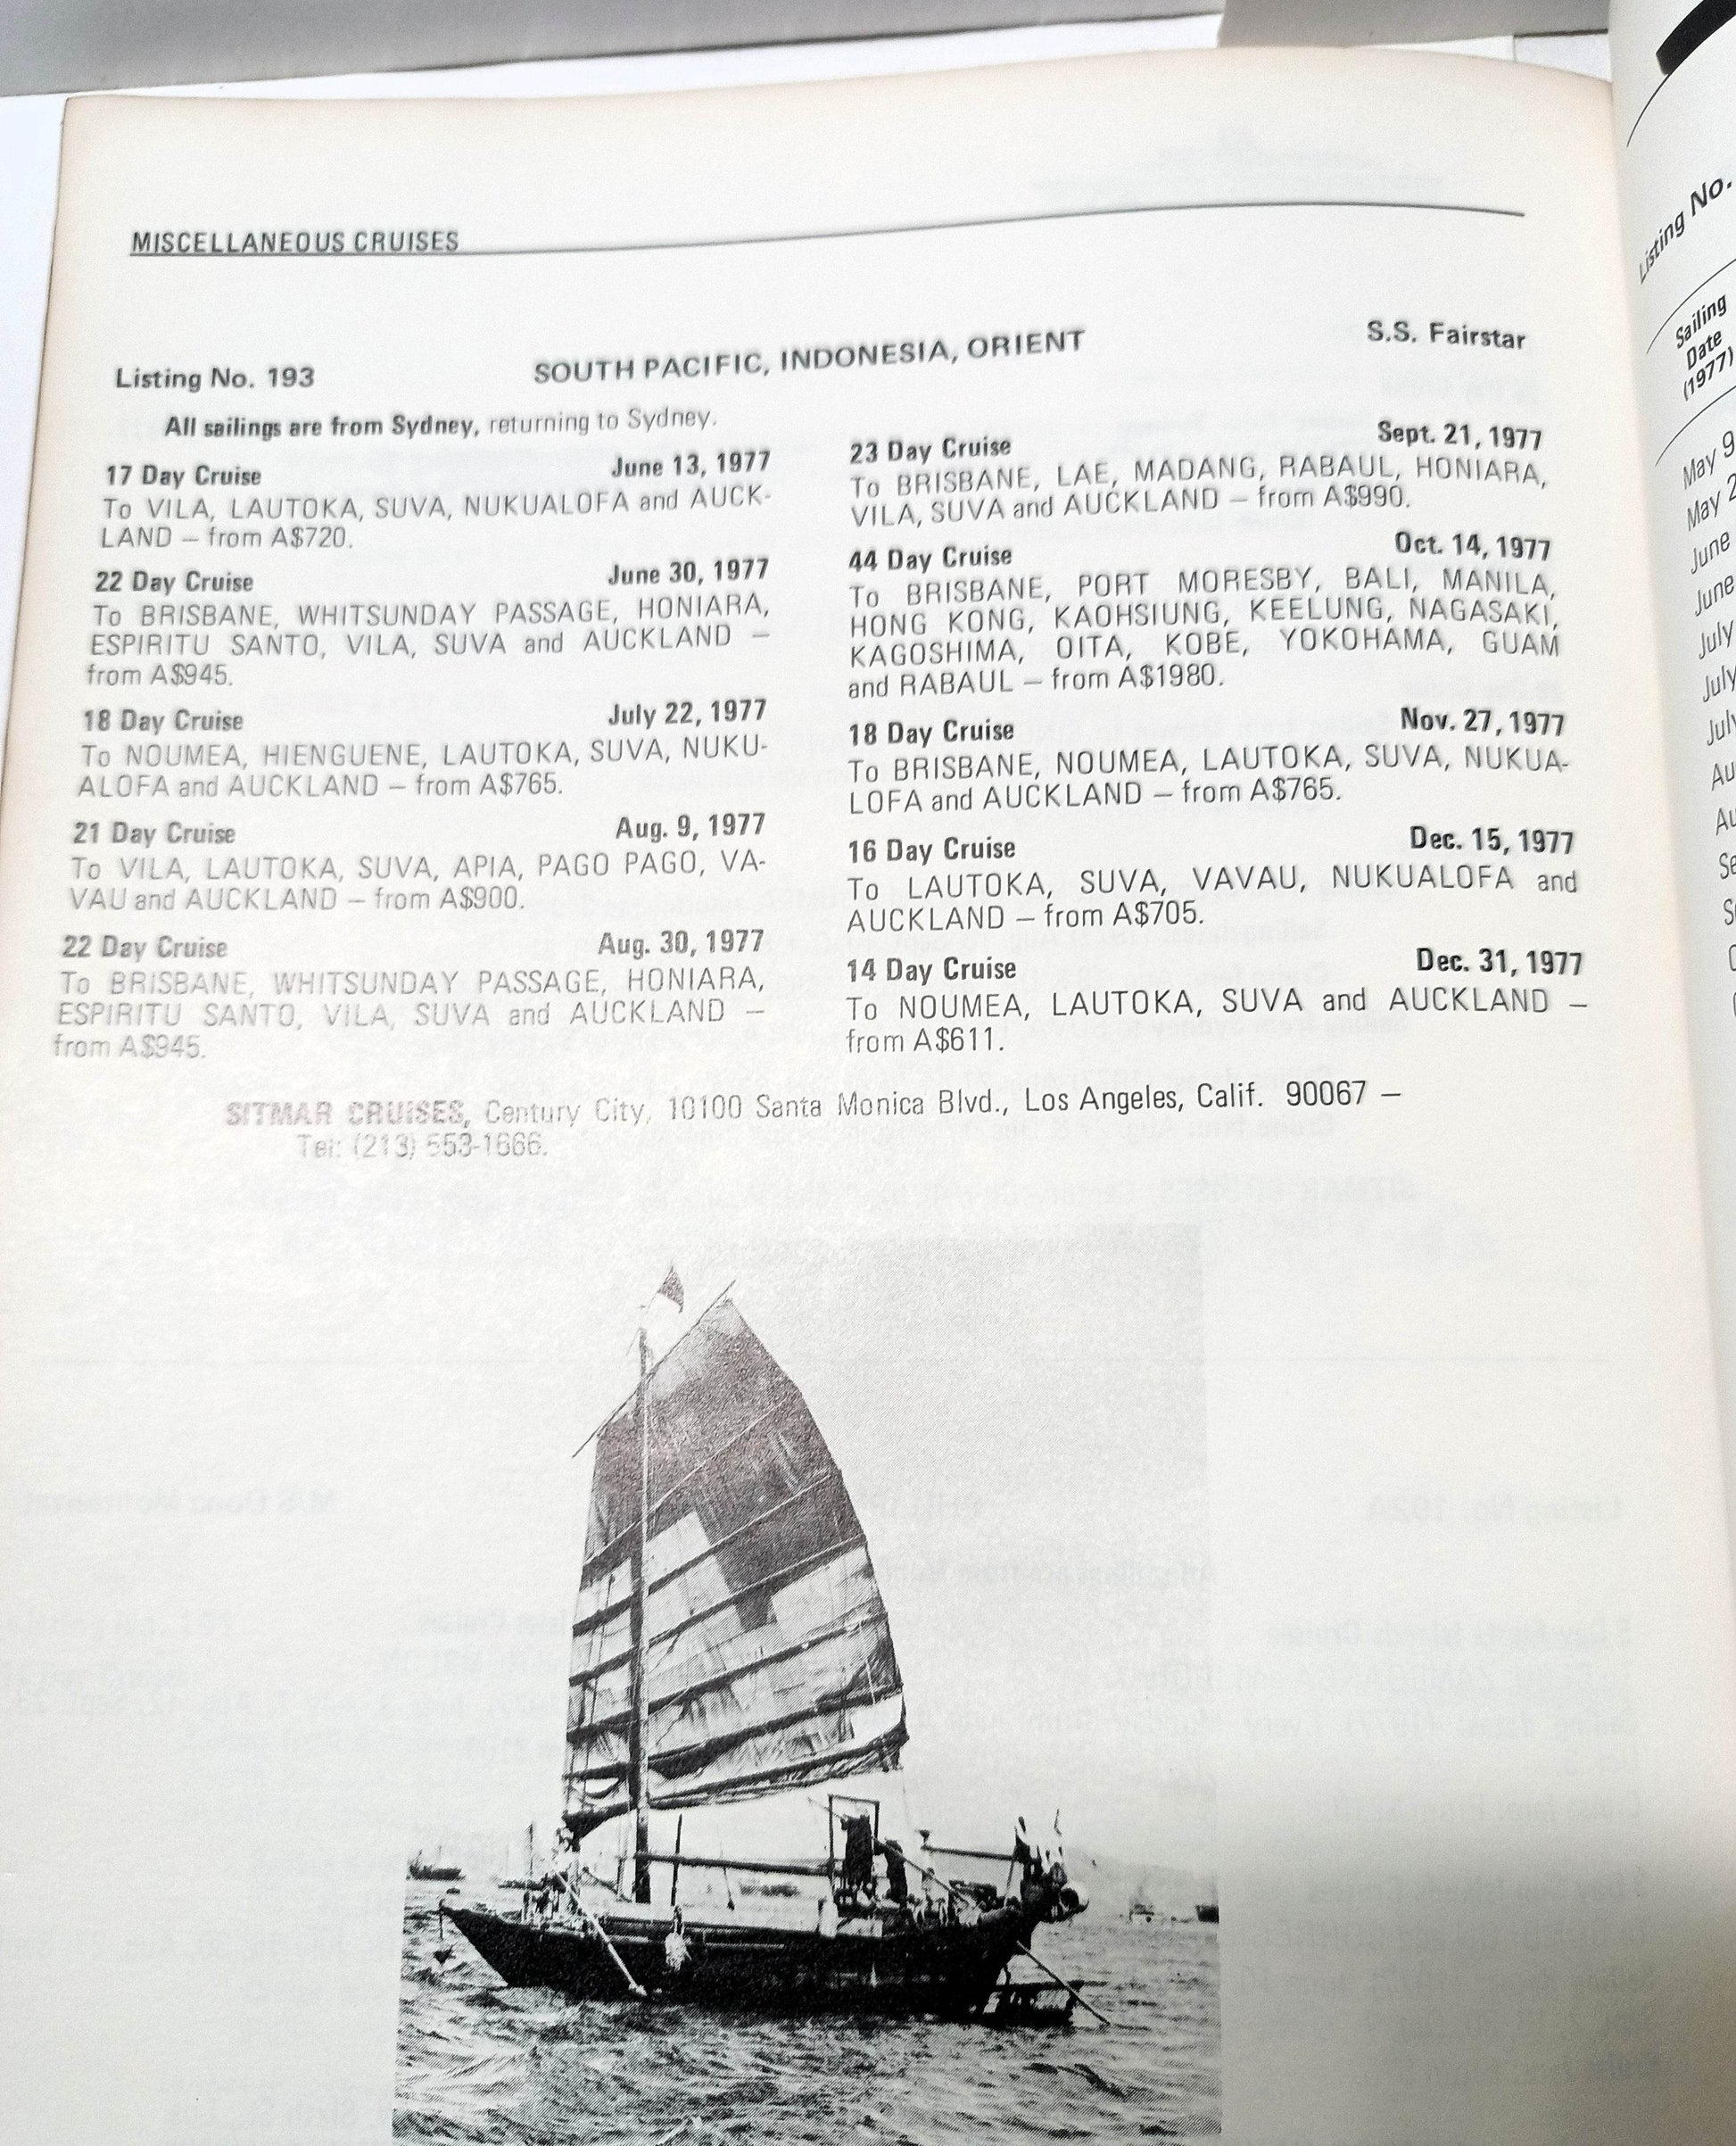 MISCELLANEOUS CRUISES
Listing No. 193
SOUTH PACIFIC, INDONESIA, ORIENT
S.S. Fairstar
All sailings are from Sydney, returning to Sydney.
17 Day Cruise June 13, 1977
To VILA, LAUTOKA, SUVA, NUKUALOFA and AUCK-
LAND – from A$720.
22 Day Cruise June 30, 1977
To BRISBANE, WHITSUNDAY PASSAGE, HONIARA,
ESPIRITU SANTO, VILA, SUVA and AUCKLAND –
from A$945.
18 Day Cruise July 22, 1977
To NOUMEA, HIENGUENE, LAUTOKA, SUVA, NUKU-
ALOFA and AUCKLAND – from A$765.
21 Day Cruise Aug. 9, 1977
To VILA, LAUTOKA, SUVA, APIA, PAGO PAGO, VA-
VAU and AUCKLAND – from A$900.
22 Day Cruise Aug. 30, 1977
To BRISBANE, WHITSUNDAY PASSAGE, HONIARA,
ESPIRITU SANTO, VILA, SUVA and AUCKLAND –
from A$945.
23 Day Cruise Sept. 21, 1977
To BRISBANE, LAE, MADANG, RABAUL, HONIARA,
VILA, SUVA and AUCKLAND – from A$990.
44 Day Cruise Oct. 14, 1977
To BRISBANE, PORT MORESBY, BALI, MANILA,
HONG KONG, KAOHSIUNG, KEELUNG, NAGASAKI,
KAGOSHIMA, OITA, KOBE, YOKOHAMA, GUAM
and RABAUL – from A$1980.
18 Day Cruise Nov. 27, 1977
To BRISBANE, NOUMEA, LAUTOKA, SUVA, NUKUA-
LOFA and AUCKLAND – from A$765.
16 Day Cruise Dec. 15, 1977
To LAUTOKA, SUVA, VAVAU, NUKUALOFA and
AUCKLAND – from A$705.
14 Day Cruise Dec. 31, 1977
To NOUMEA, LAUTOKA, SUVA and AUCKLAND –
from A$611.
SITMAR CRUISES, Century City, 10100 Santa Monica Blvd., Los Angeles, Calif. 90067 –
Tel: (213) 553-1666.
Listing No.
Sailing
Date
(1977)
May 9
May 2
June
June
July
July
July